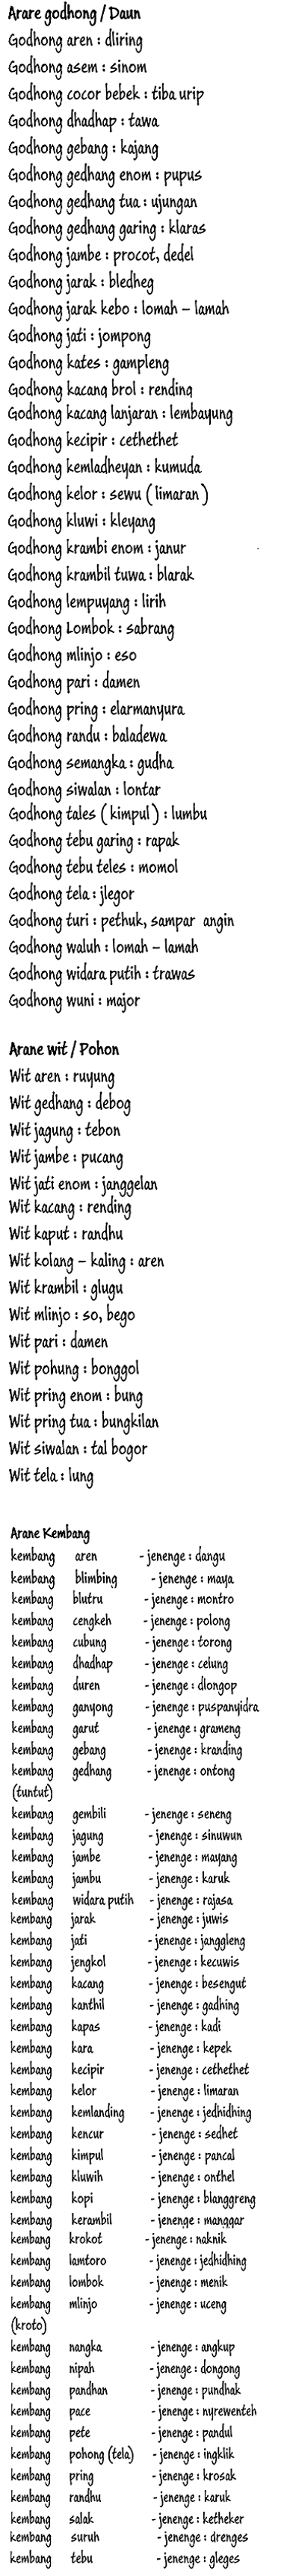 Arare godhong / Daun
Godhong aren : dliring
Godhong asem : sinom
Godhong cocor bebek : tiba urip
Godhong dhadhap : tawa
Godhong gebang : kajang
Godhong gedhang enom : pupus
Godhong gedhang tua : ujungan
Godhong gedhang garing : klaras
Godhong jambe : procot, dedel
Godhong jarak : bledheg
Godhong jarak kebo : lomah – lamah
Godhong jati : jompong
Godhong kates : gampleng
Godhong kacang brol : rending
Godhong kacang lanjaran : lembayung
Godhong kecipir : cethethet
Godhong kemladheyan : kumuda
Godhong kelor : sewu ( limaran )
Godhong kluwi : kleyang
Godhong krambi enom : janur
Godhong krambil tuwa : blarak
Godhong lempuyang : lirih
Godhong Lombok : sabrang
Godhong mlinjo : eso
Godhong pari : damen
Godhong pring : elarmanyura
Godhong randu : baladewa
Godhong semangka : gudha
Godhong siwalan : lontar
Godhong tales ( kimpul ) : lumbu
Godhong tebu garing : rapak
Godhong tebu teles : momol
Godhong tela : jlegor
Godhong turi : pethuk, sampar angin
Godhong waluh : lomah – lamah
Godhong widara putih : trawas
Godhong wuni : major
Arane wit / Pohon
Wit aren : ruyung
Wit gedhang : debog
Wit jagung : tebon
Wit jambe : pucang
Wit jati enom : janggelan
Wit kacang : rending
Wit kaput : randhu
Wit kolang – kaling : aren
Wit krambil : glugu
Wit mlinjo : so, bego
Wit pari : damen
Wit pohung : bonggol
Wit pring enom : bung
Wit pring tua : bungkilan
Wit siwalan : tal bogor
Wit tela : lung
Arane Kembang
kembang aren - jenenge : dangu
kembang blimbing - jenenge : maya
kembang blutru - jenenge : montro
kembang cengkeh - jenenge : polong
kembang cubung - jenenge : torong
kembang dhadhap - jenenge : celung
kembang duren - jenenge : dlongop
kembang ganyong - jenenge : puspanyidra
kembang garut - jenenge : grameng
kembang gebang - jenenge : kranding
kembang gedhang - jenenge : ontong
(tuntut)
kembang gembili - jenenge : seneng
kembang jagung - jenenge : sinuwun
kembang jambe - jenenge : mayang
kembang jambu - jenenge : karuk
kembang widara putih - jenenge : rajasa
kembang jarak - jenenge : juwis
kembang jati - jenenge : janggleng
kembang jengkol - jenenge : kecuwis
kembang kacang - jenenge : besengut
kembang kanthil - jenenge : gadhing
kembang kapas - jenenge : kadi
kembang kara - jenenge : kepek
kembang kecipir - jenenge : cethethet
kembang kelor - jenenge : limaran
kembang kemlanding - jenenge : jedhidhing
kembang kencur - jenenge : sedhet
kembang kimpul - jenenge : pancal
kembang kluwih - jenenge : onthel
kembang kopi - jenenge : blanggreng
kembang kerambil - jenenge : manggar
kembang krokot - jenenge : naknik
kembang lamtoro - jenenge : jedhidhing
kembang lombok - jenenge : menik
kembang mlinjo - jenenge : uceng
(kroto)
kembang nangka - jenenge : angkup
kembang nipah - jenenge : dongong
kembang pandhan - jenenge : pundhak
kembang pace - jenenge : nyrewenteh
kembang pete - jenenge : pandul
kembang pohong (tela) - jenenge : ingklik
kembang pring - jenenge : krosak
kembang randhu - jenenge : karuk
kembang salak - jenenge : ketheker
kembang suruh - jenenge : drenges
kembang tebu - jenenge : gleges